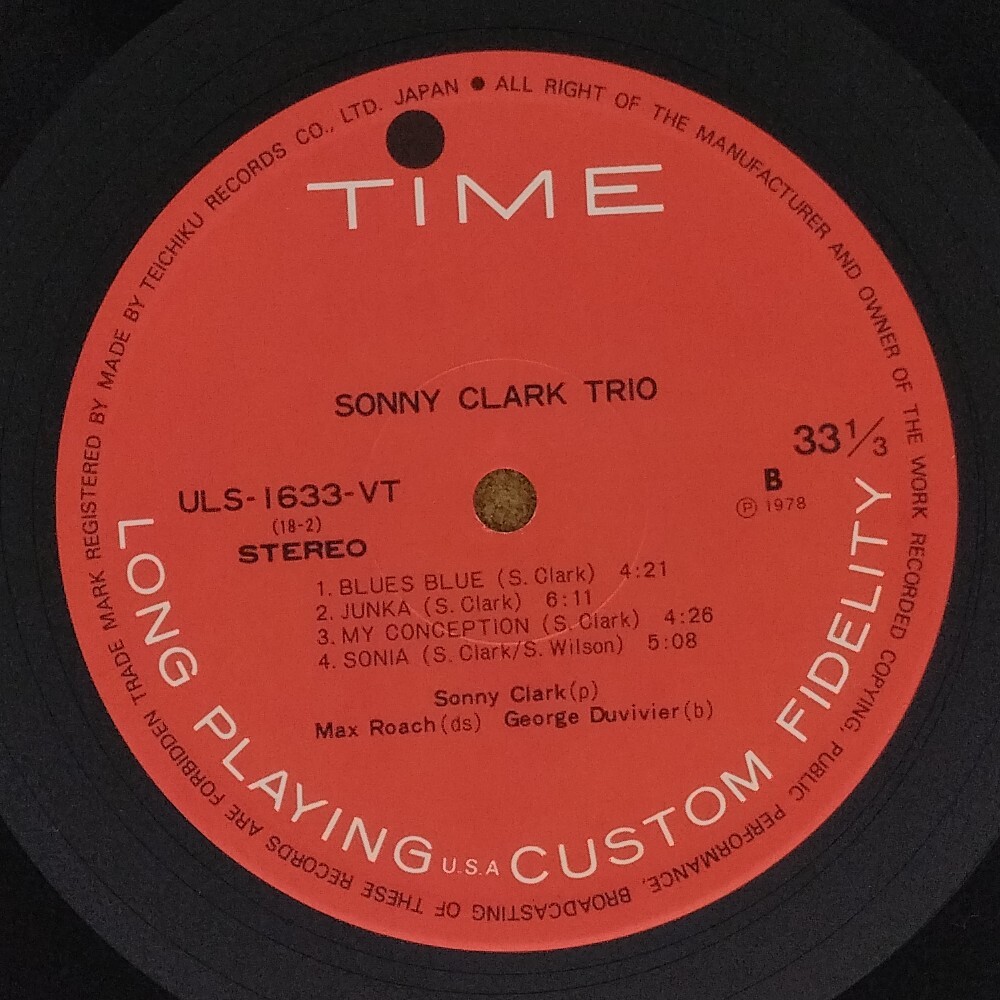 TRADE MARK REGISTERED BY MADE BY TEICHIKU RECORDS CO., LTD. JAPAN ● ALL RIGHT OF THE MANUFACTURER AND OWNER OF THE WORK RECORDED COPYING, PUBLIC PERFORMANCE, BROADCASTING OF THESE RECORDS ARE FORBIDDEN
TIME
SONNY CLARK TRIO
33 1/3
ULS-1633-VT
B
(18-2)
Ⓟ 1978
STEREO
1. BLUES BLUE (S. Clark) 4:21
2. JUNKA (S. Clark) 6:11
3. MY CONCEPTION (S. Clark) 4:26
4. SONIA (S. Clark/S. Wilson) 5:08
Sonny Clark(p)
Max Roach(ds) George Duvivier(b)
LONG PLAYING U.S.A CUSTOM FIDELITY